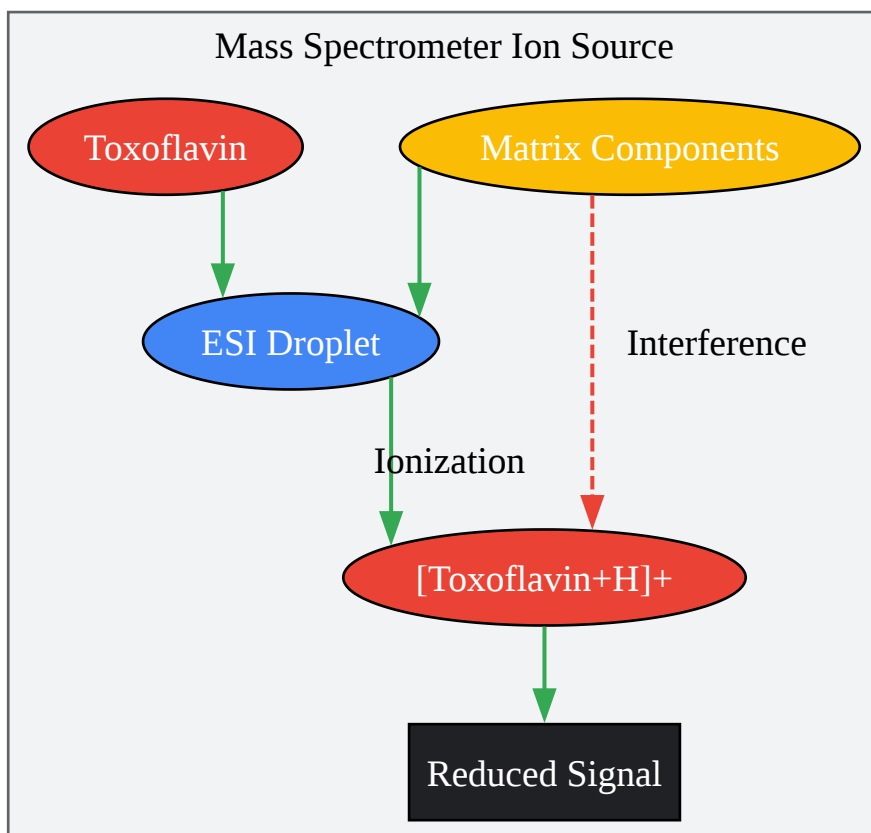 Mass Spectrometer Ion Source
Toxoflavin
Matrix Components
ESI Droplet
Interference
Ionization
[Toxoflavin+H]+
Reduced Signal